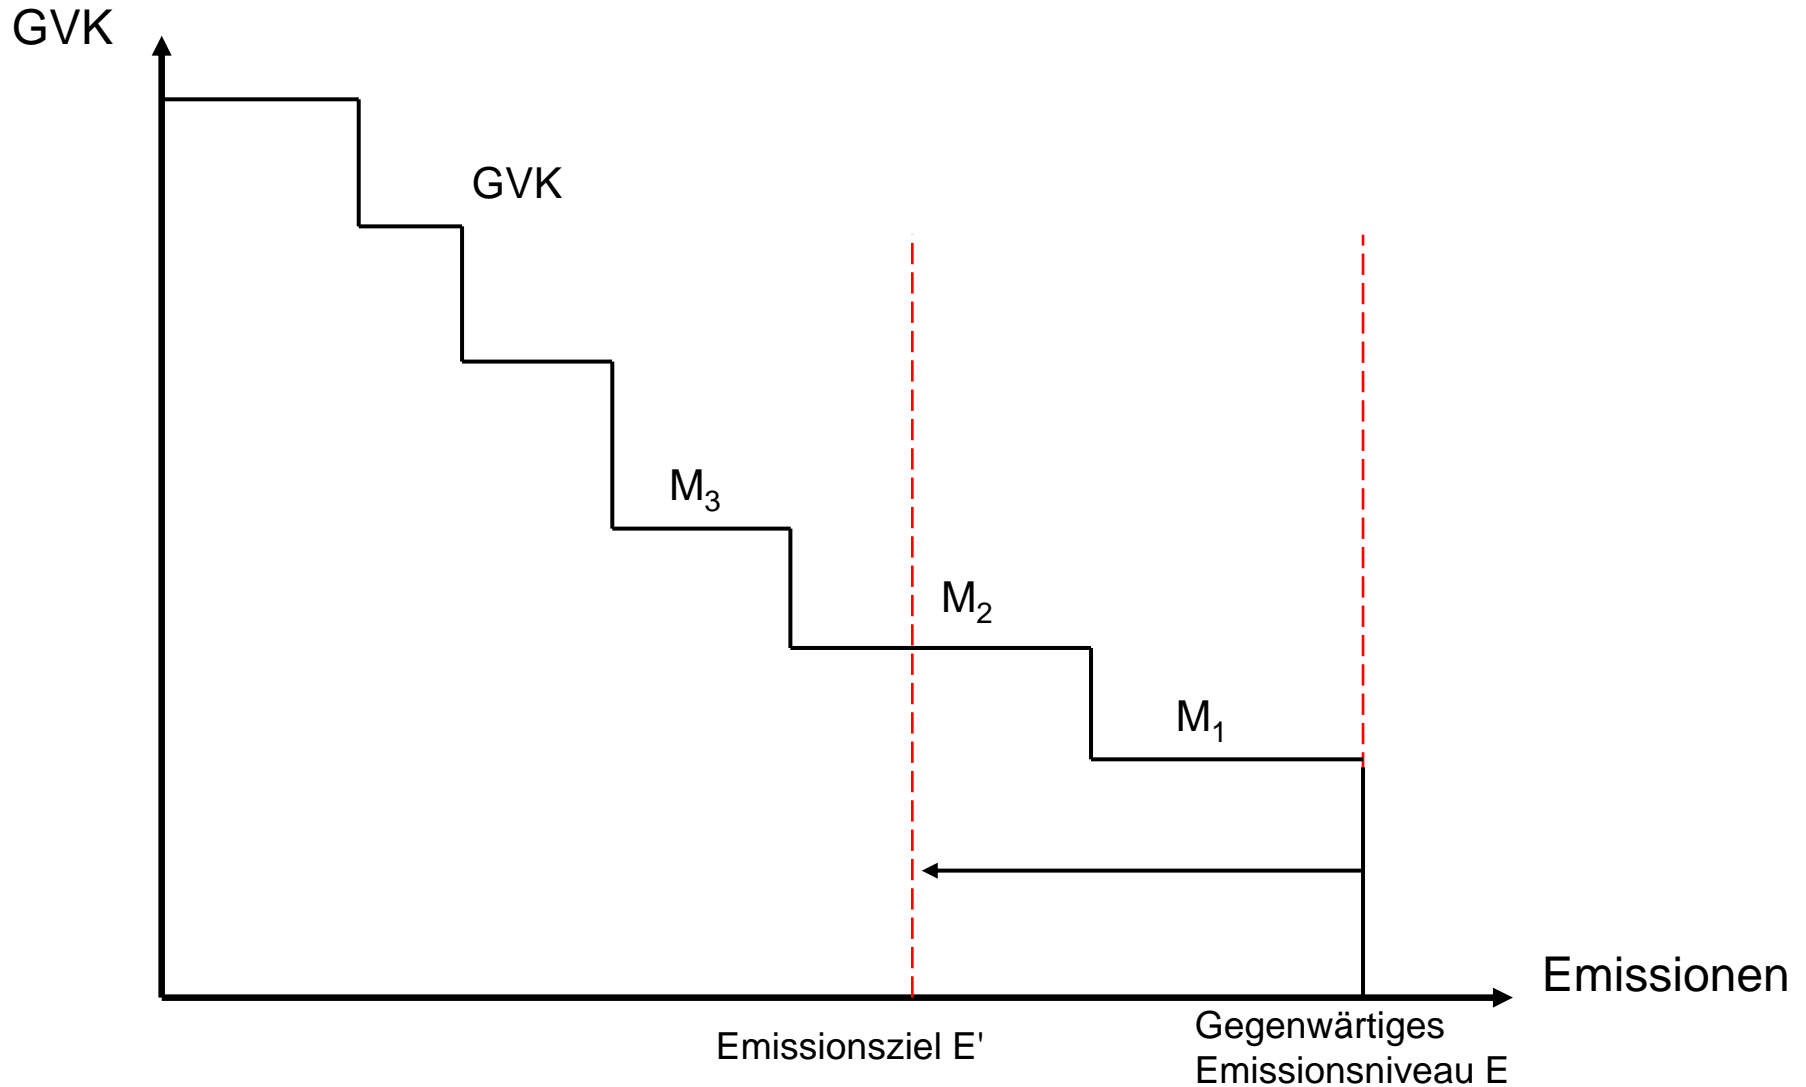 GVK
GVK
M₃
M₂
M₁
Emissionen
Emissionsziel E'
Gegenwärtiges
Emissionsniveau E